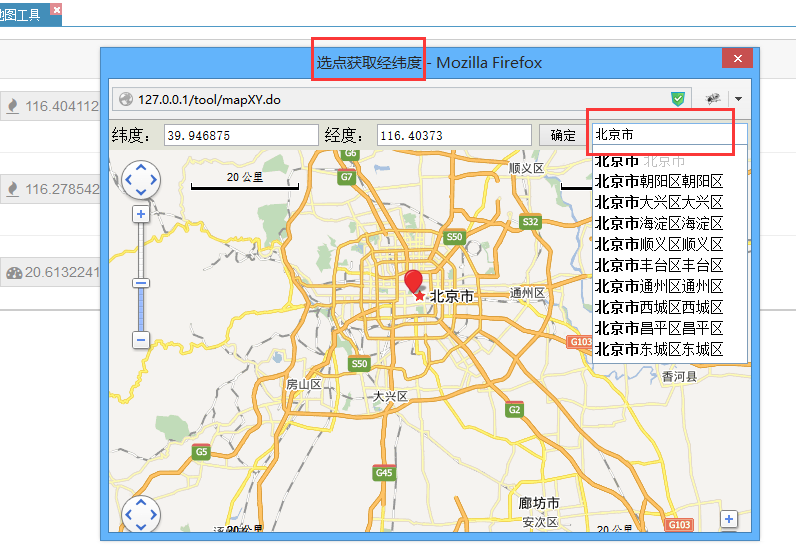 地图工具
选点获取经纬度 - Mozilla Firefox
127.0.0.1/tool/mapXY.do
116.404112
纬度： 39.946875 经度： 116.40373 确定 北京市
北京市 北京市
北京市朝阳区朝阳区
北京市大兴区大兴区
北京市海淀区海淀区
北京市顺义区顺义区
北京市丰台区丰台区
北京市通州区通州区
北京市西城区西城区
北京市昌平区昌平区
北京市东城区东城区
116.278542
20.6132241
G6
G7
20 公里
顺义区
S32
S50
北京市
通州区
G103
S50
房山区
大兴区
香河县
G2
G5
G45
廊坊市
安次区
G103
20 公里
20 公里